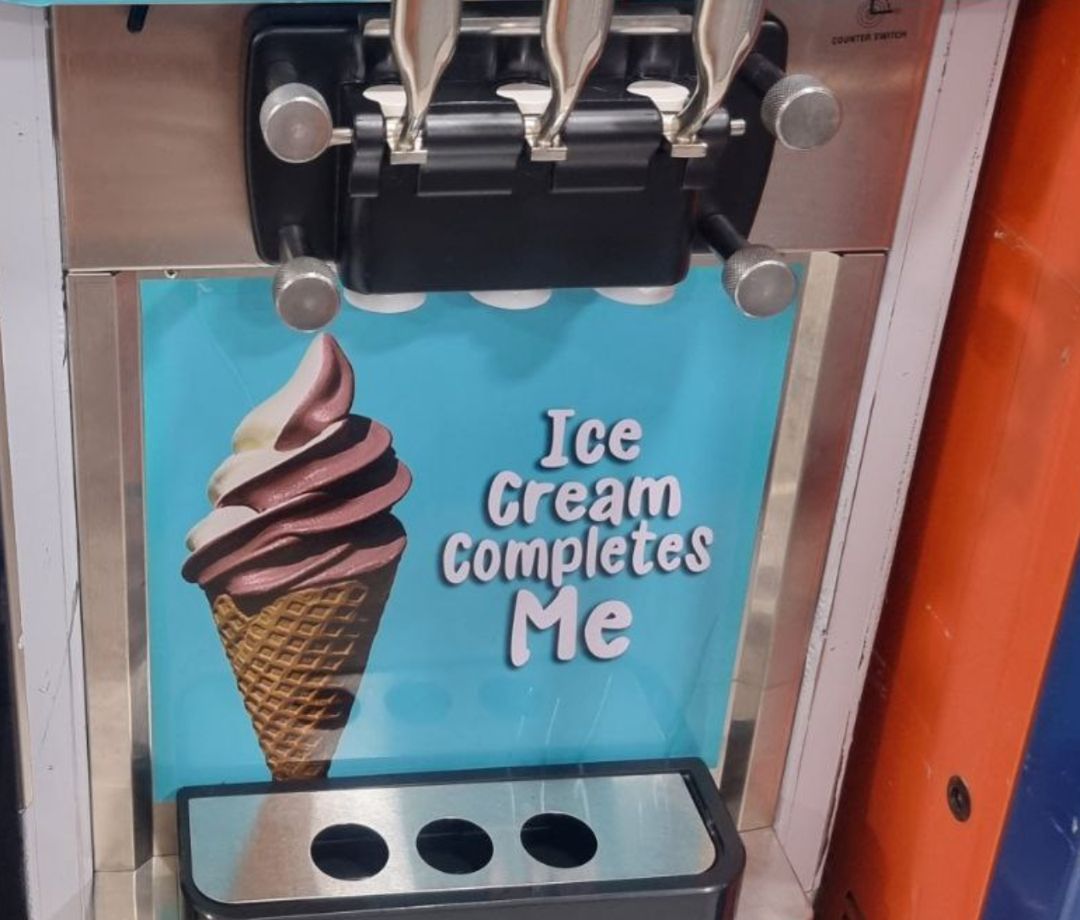 COUNTER SWITCH
Ice
Cream
Completes
Me